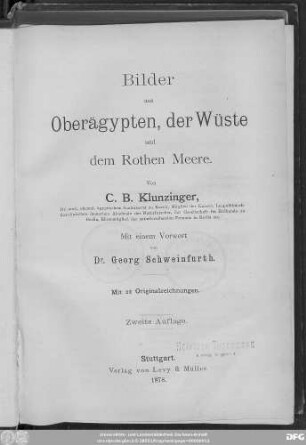 Bilder
aus
Oberägypten, der Wüste
und
dem Rothen Meere.
Von
C. B. Klunzinger,
Mit einem Vorwort
von
Dr. Georg Schweinfurth.
Mit 22 Originalzeichnungen.
Zweite Auflage.
Stuttgart.
Verlag von Levy & Müller
1878.